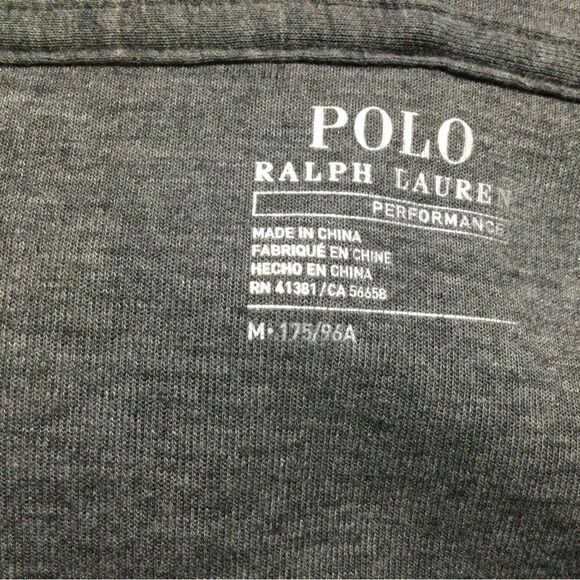 POLO
RALPH LAUREN
PERFORMANCE
MADE IN CHINA
FABRIQUÉ EN CHINE
HECHO EN CHINA
RN 41381/CA 56658
M• 175/96A